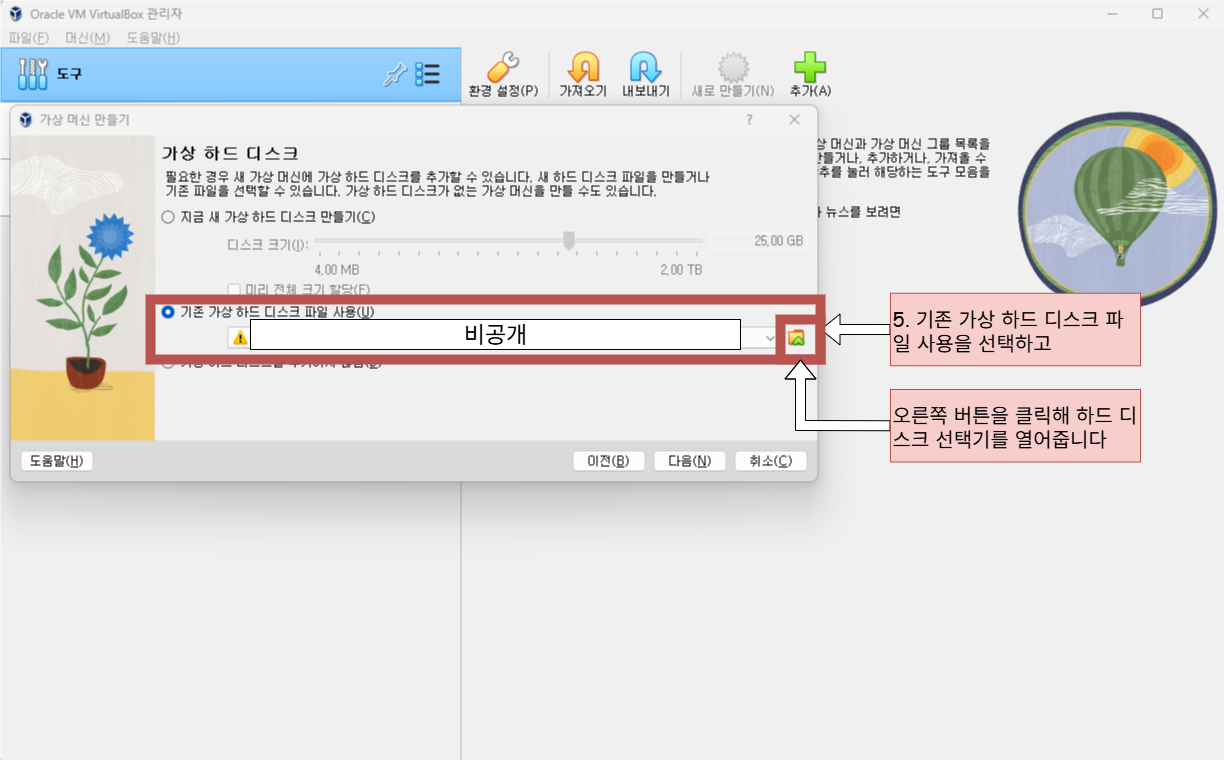 Oracle VM VirtualBox 관리자
파일(F) 머신(M) 도움말(H)
도구
환경 설정(P) 가져오기 내보내기 새로 만들기(N) 추가(A)
가상 머신 만들기 ?
가상 하드 디스크
필요한 경우 새 가상 머신에 가상 하드 디스크를 추가할 수 있습니다. 새 하드 디스크 파일을 만들거나
기존 파일을 선택할 수 있습니다. 가상 하드 디스크가 없는 가상 머신을 만들 수도 있습니다.
지금 새 가상 하드 디스크 만들기(C)
디스크 크기(I): 25,00 GB
4,00 MB 2,00 TB
미리 전체 크기 할당(F)
기존 가상 하드 디스크 파일 사용(U)
비공개
도움말(H) 이전(B) 다음(N) 취소(C)
상 머신과 가상 머신 그룹 목록을
만들거나, 추가하거나, 가져올 수
추를 눌러 해당하는 도구 모음을
뉴스를 보려면
5. 기존 가상 하드 디스크 파
일 사용을 선택하고
오른쪽 버튼을 클릭해 하드 디
스크 선택기를 열어줍니다